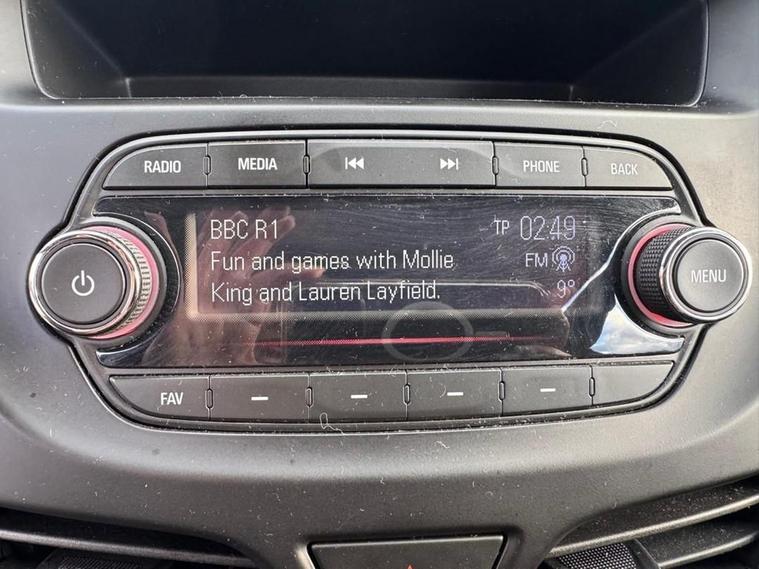 RADIO MEDIA PHONE BACK
BBC R1 TP 02:49
Fun and games with Mollie FM
King and Lauren Layfield. 9°
MENU
FAV